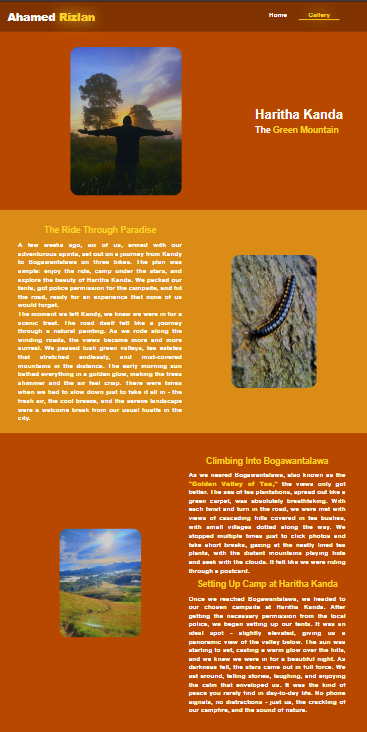 Ahamed Rizlan
Home Gallery
Haritha Kanda
The Green Mountain
The Ride Through Paradise
A few weeks ago, six of us, armed with our
adventurous spirits, set out on a journey from Kandy
to Bogawantalawa on three bikes. The plan was
simple: enjoy the ride, camp under the stars, and
explore the beauty of Haritha Kanda. We packed our
tents, got police permission for the campsite, and hit
the road, ready for an experience that none of us
would forget.
The moment we left Kandy, we knew we were in for a
scenic treat. The road itself felt like a journey
through a natural painting. As we rode along the
winding roads, the views became more and more
surreal. We passed lush green valleys, tea estates
that stretched endlessly, and mist-covered
mountains in the distance. The early morning sun
bathed everything in a golden glow, making the trees
shimmer and the air feel crisp. There were times
when we had to slow down just to take it all in - the
fresh air, the cool breeze, and the serene landscape
were a welcome break from our usual hustle in the
city.
Climbing Into Bogawantalawa
As we neared Bogawantalawa, also known as the
"Golden Valley of Tea," the views only got
better. The sea of tea plantations, spread out like a
green carpet, was absolutely breathtaking. With
each twist and turn in the road, we were met with
views of cascading hills covered in tea bushes,
with small villages dotted along the way. We
stopped multiple times just to click photos and
take short breaks, gazing at the neatly lined tea
plants, with the distant mountains playing hide
and seek with the clouds. It felt like we were riding
through a postcard.
Setting Up Camp at Haritha Kanda
Once we reached Bogawantalawa, we headed to
our chosen campsite at Haritha Kanda. After
getting the necessary permission from the local
police, we began setting up our tents. It was an
ideal spot - slightly elevated, giving us a
panoramic view of the valley below. The sun was
starting to set, casting a warm glow over the hills,
and we knew we were in for a beautiful night. As
darkness fell, the stars came out in full force. We
sat around, telling stories, laughing, and enjoying
the calm that enveloped us. It was the kind of
peace you rarely find in day-to-day life. No phone
signals, no distractions - just us, the crackling of
our campfire, and the sound of nature.